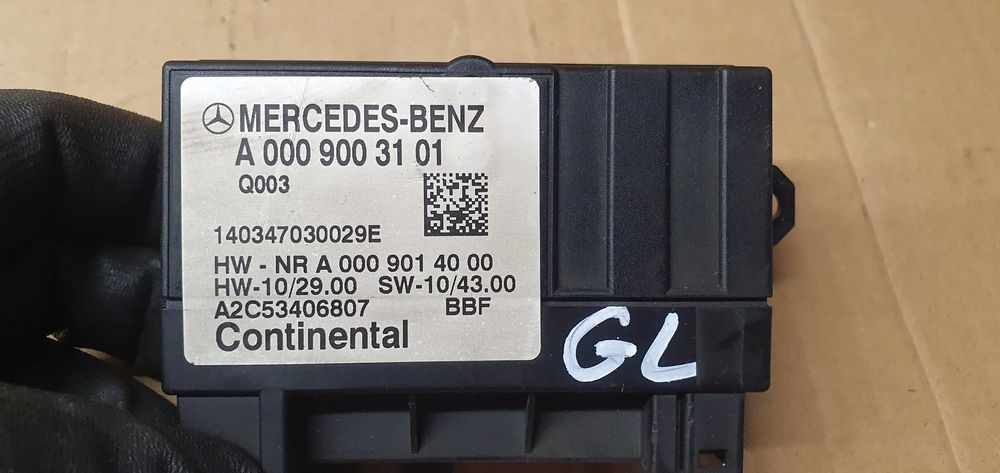 MERCEDES-BENZ
A 000 900 31 01
Q003
140347030029E
HW - NR A 000 901 40 00
HW-10/29.00 SW-10/43.00
A2C53406807 BBF
Continental
GL